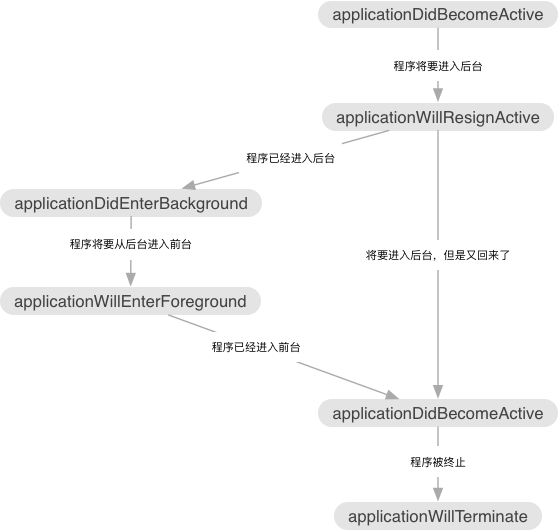 applicationDidBecomeActive
程序将要进入后台
applicationWillResignActive
程序已经进入后台
applicationDidEnterBackground
程序将要从后台进入前台
将要进入后台，但是又回来了
applicationWillEnterForeground
程序已经进入前台
applicationDidBecomeActive
程序被终止
applicationWillTerminate